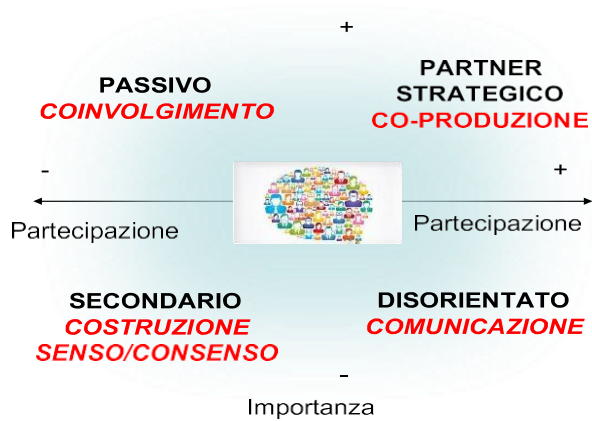 +
PASSIVO
COINVOLGIMENTO
PARTNER
STRATEGICO
CO-PRODUZIONE
-
+
Partecipazione
Partecipazione
SECONDARIO
COSTRUZIONE
SENSO/CONSENSO
DISORIENTATO
COMUNICAZIONE
-
Importanza